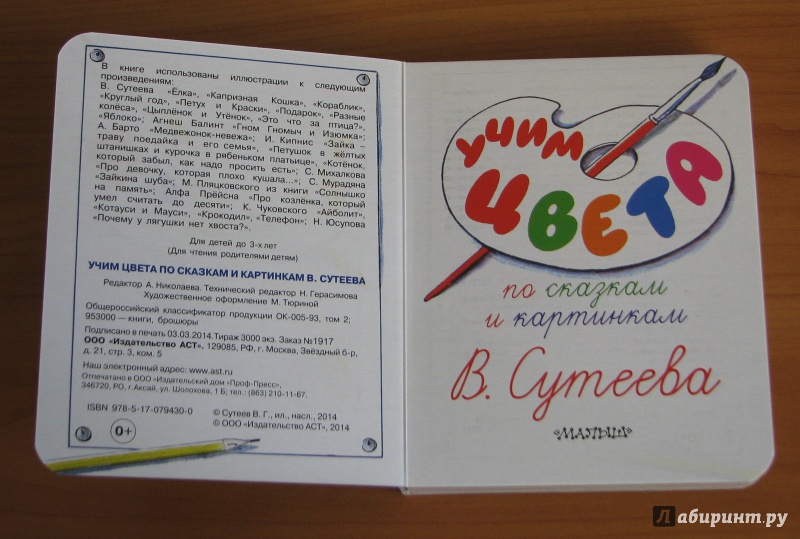 В книге использованы иллюстрации к следующим
произведениям:
В. Сутеева «Ёлка», «Капризная Кошка», «Кораблик»,
«Круглый год», «Петух и Краски», «Подарок», «Разные
колёса», «Цыплёнок и Утёнок», «Это что за птица?»,
«Яблоко»; Агнеш Балинт «Гном Гномыч и Изюмка»;
А. Барто «Медвежонок-невежа»; И. Кипнис «Зайка –
траву поедайка и его семья», «Петушок в жёлтых
штанишках и курочка в рябеньком платьице», «Котёнок,
который забыл, как надо просить есть»; С. Михалкова
«Про девочку, которая плохо кушала...»; С. Мурадяна
«Зайкина шуба»; М. Пляцковского из книги «Солнышко
на память»; Алфа Прейсна «Про козлёнка, который
умел считать до десяти»; К. Чуковского «Айболит»,
«Котауси и Мауси», «Крокодил», «Телефон»; Н. Юсупова
«Почему у лягушки нет хвоста?».
Для детей до 3-х лет
(Для чтения родителями детям)
УЧИМ ЦВЕТА ПО СКАЗКАМ И КАРТИНКАМ В. СУТЕЕВА
Редактор А. Николаева. Технический редактор Н. Герасимова
Художественное оформление М. Тюриной
Общероссийский классификатор продукции ОК-005-93, том 2;
953000 — книги, брошюры
Подписано в печать 03.03.2014. Тираж 3000 экз. Заказ №1917
ООО «Издательство АСТ», 129085, РФ, г. Москва, Звёздный б-р,
д. 21, стр. 3, ком. 5
Наш электронный адрес: www.ast.ru
Отпечатано в ООО «Издательский дом «Проф-Пресс»,
346720, РО, г.Аксай, ул. Шолохова, 1 Б; тел.: (863) 210-11-67.
ISBN 978-5-17-079430-0
© Сутеев В. Г., ил., насл., 2014
© ООО «Издательство АСТ», 2014
0+
УЧИМ
ЦВЕТА
по сказкам
и картинкам
В. Сутеева
МАЛЫШ
Лабиринт.ру